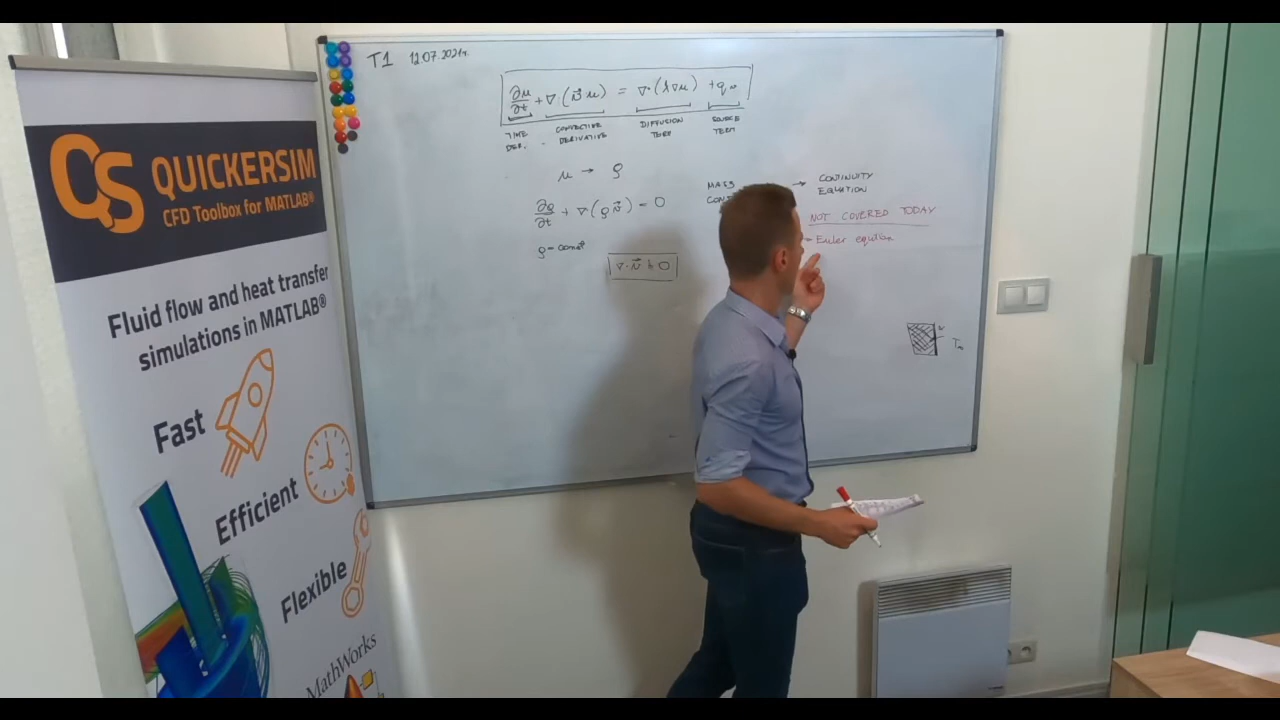 QS QUICKERSIM
CFD Toolbox for MATLAB®
Fluid flow and heat transfer
simulations in MATLAB®
Fast
Efficient
Flexible
MathWorks
T1 12.07.2021r.
∂u/∂t + ∇·(v⃗u) = ∇·(λ∇u) + q
TIME DER.
CONVECTIVE DERIVATIVE
DIFFUSION TERM
SOURCE TERM
u → ρ
∂ρ/∂t + ∇(ρv⃗) = 0
ρ = const
MASS
→ CONTINUITY
EQUATION
NOT COVERED TODAY
- Euler
T∞